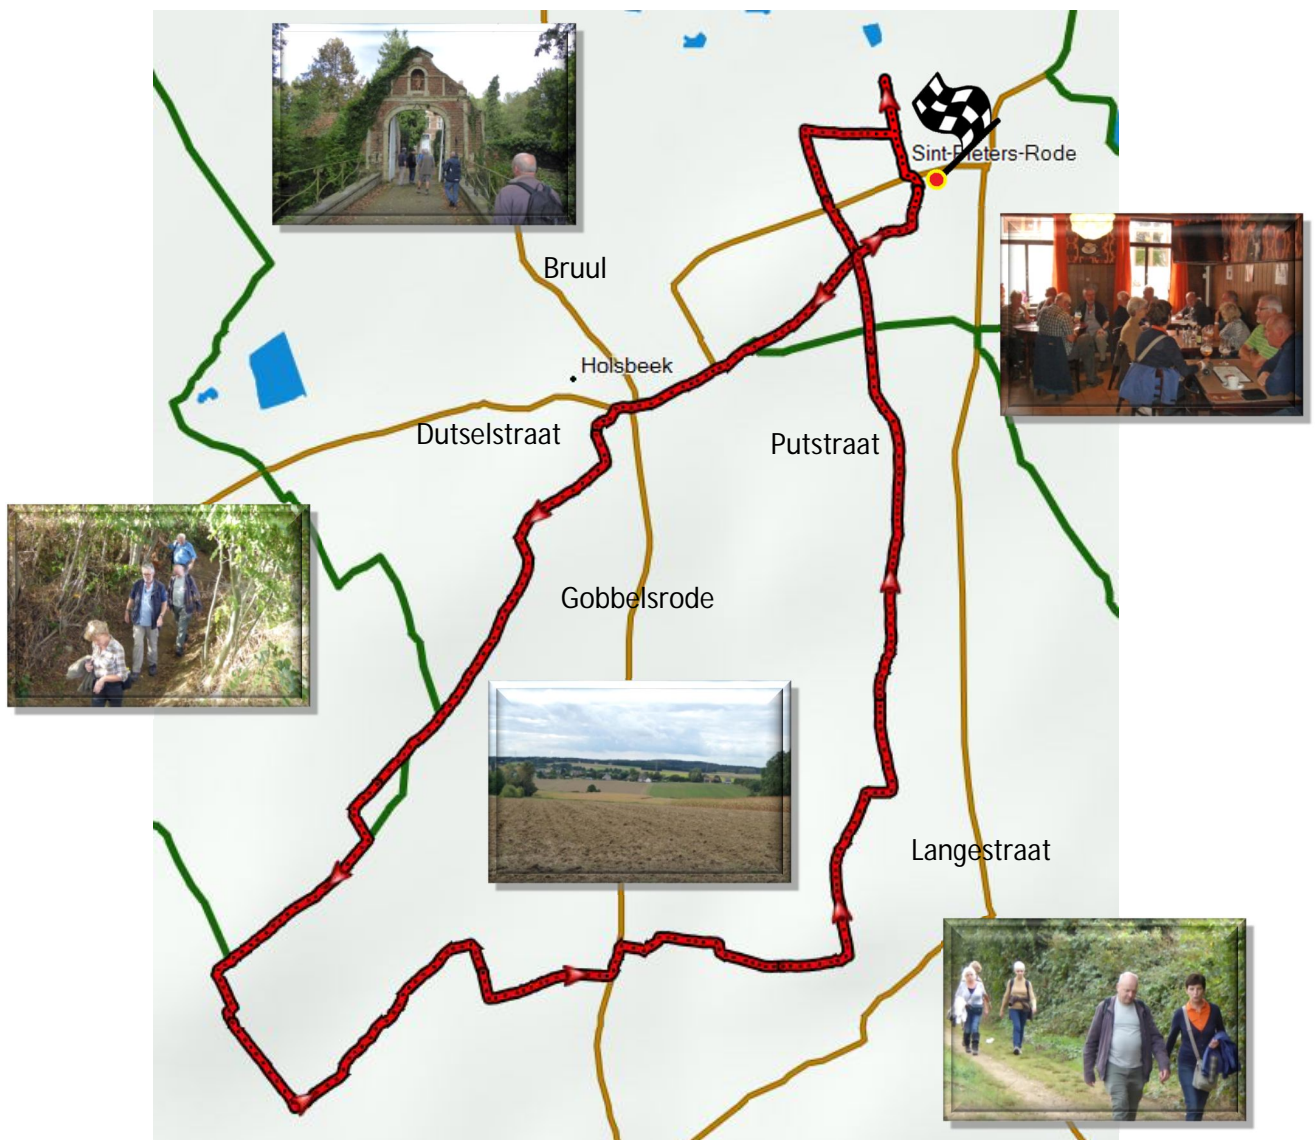 Sint-Pieters-Rode
Bruul
Holsbeek
Dutselstraat
Putstraat
Gobbelsrode
Langestraat